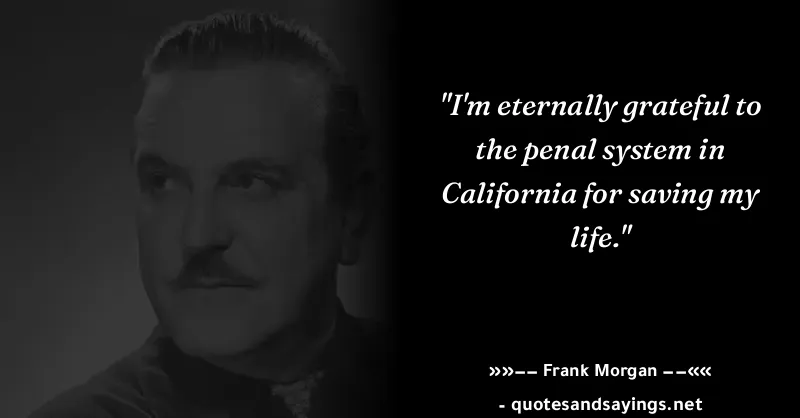 "I'm eternally grateful to
the penal system in
California for saving my
life."
»»–– Frank Morgan ––««
- quotesandsayings.net